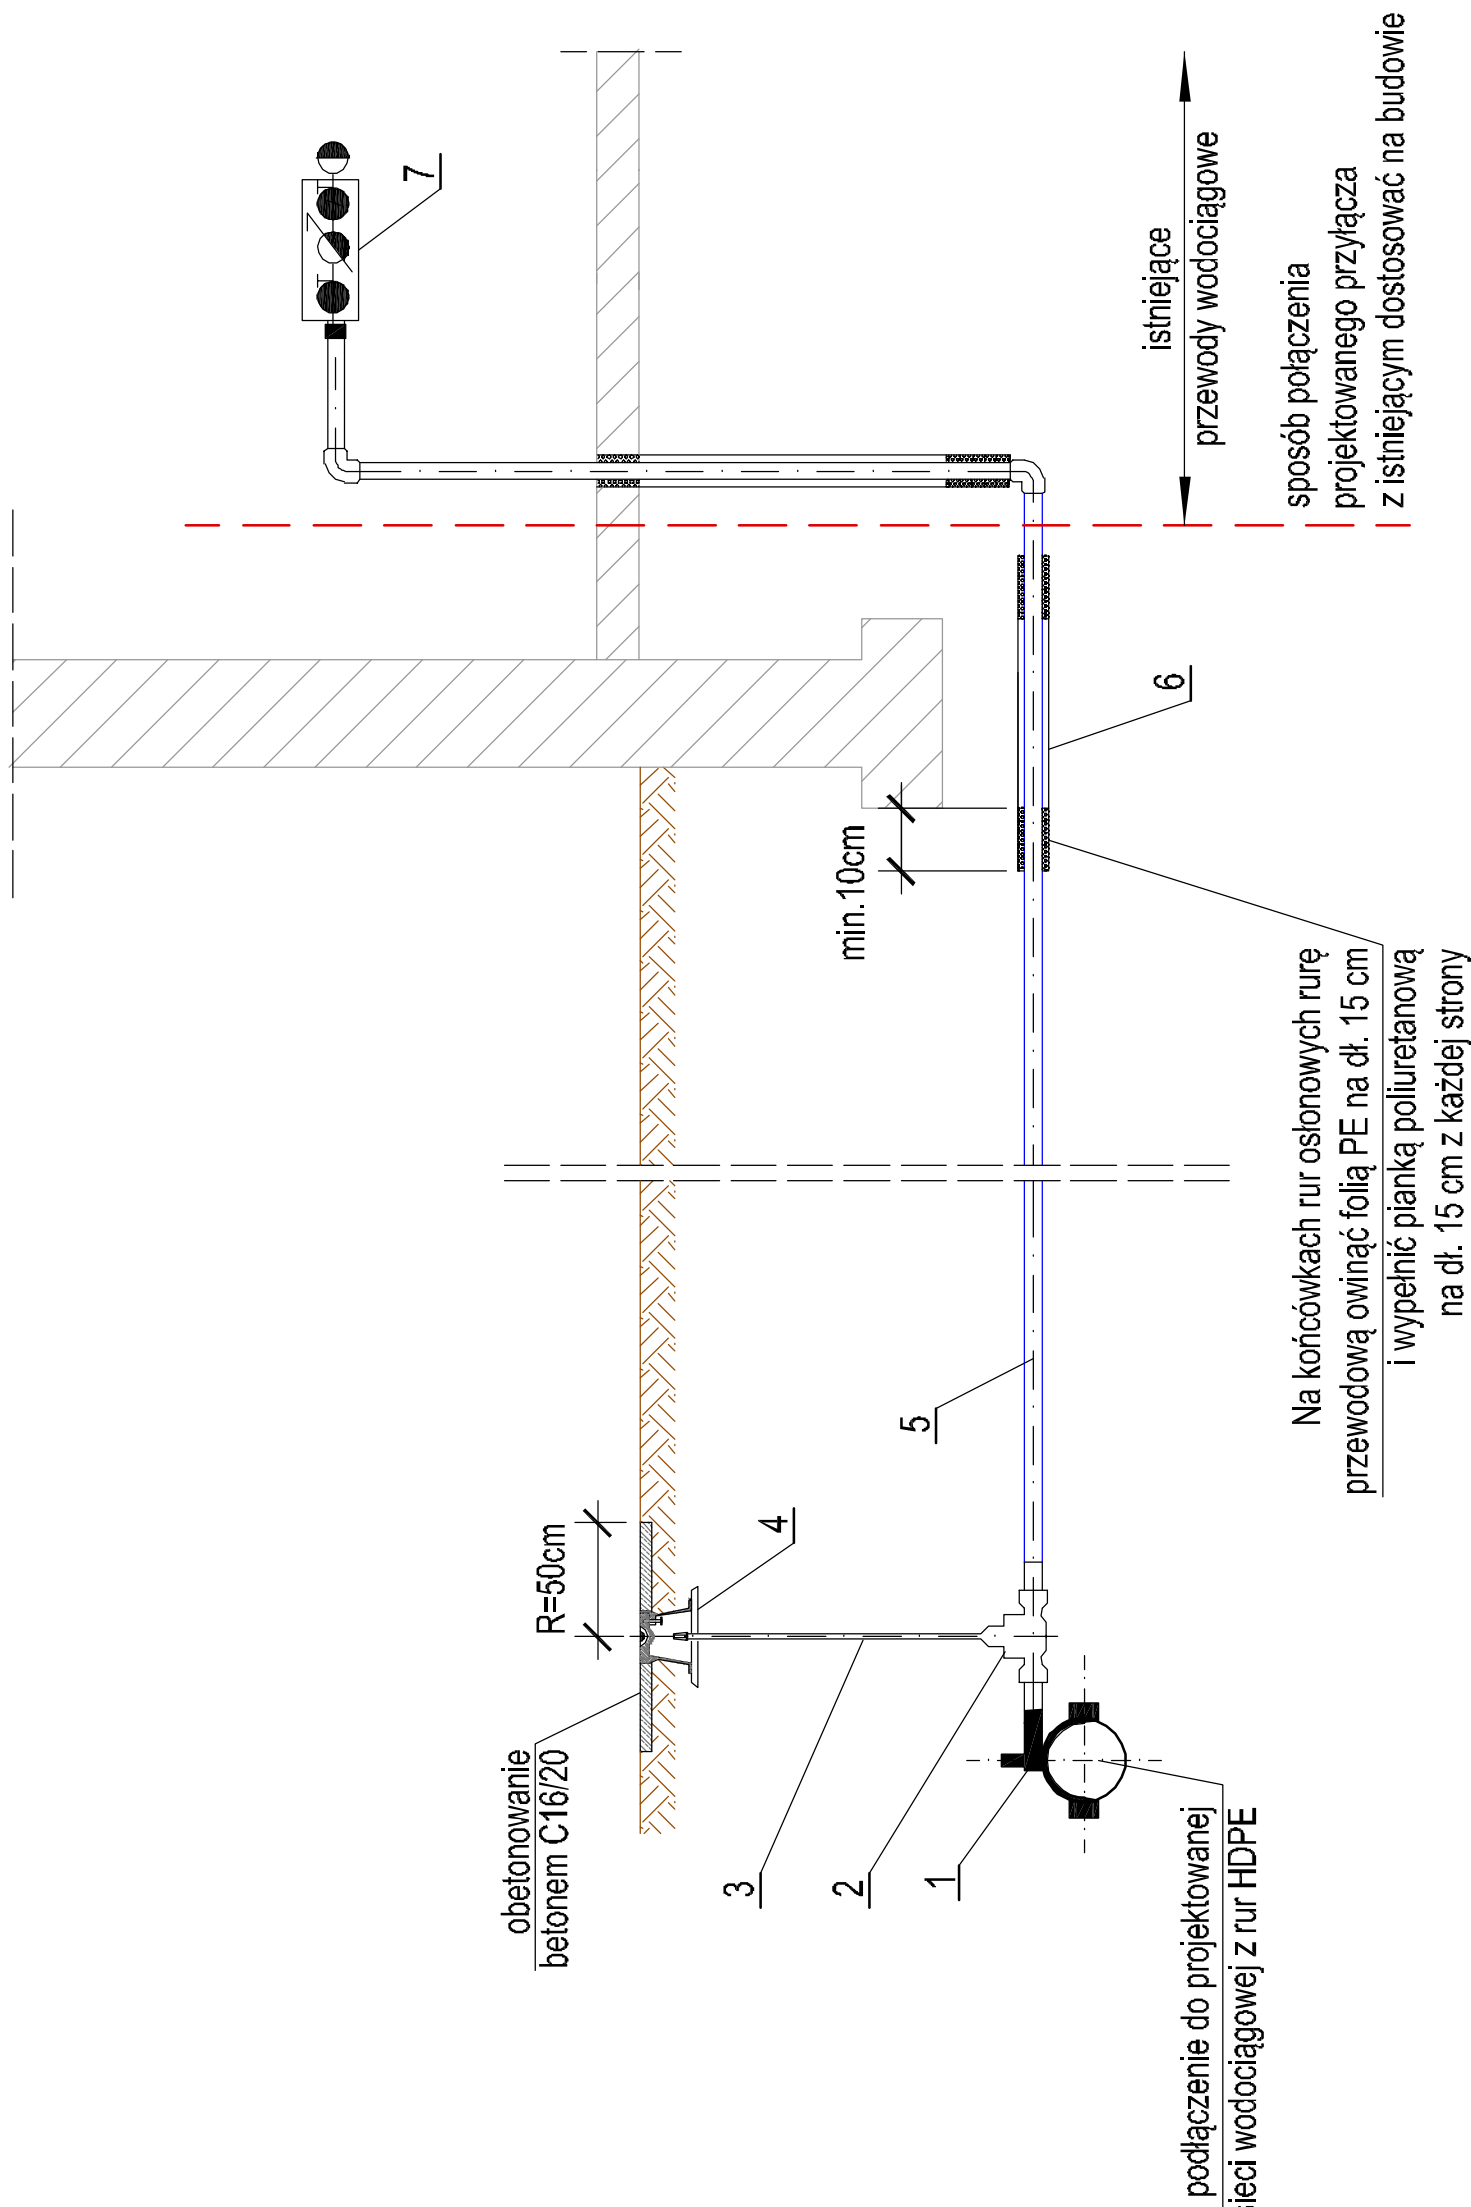 7
istniejące
przewody wodociągowe
sposób połączenia
projektowanego przyłącza
z istniejącym dostosować na budowie
6
min.10cm
Na końcówkach rur osłonowych rurę
przewodową owinąć folią PE na dł. 15 cm
i wypełnić pianką poliuretanową
na dł. 15 cm z każdej strony
5
R=50cm
4
obetonowanie
betonem C16/20
3
2
1
podłączenie do projektowanej
ieci wodociągowej z rur HDPE